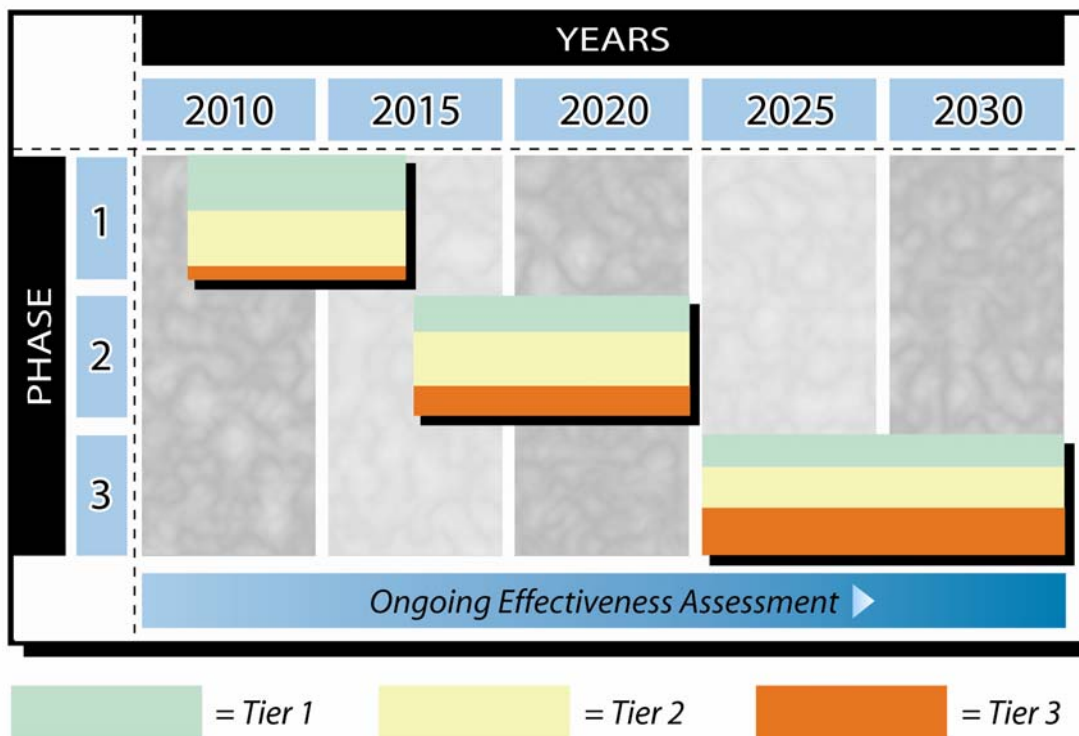 YEARS
2010 2015 2020 2025 2030
PHASE
1
2
3
Ongoing Effectiveness Assessment
= Tier 1 = Tier 2 = Tier 3